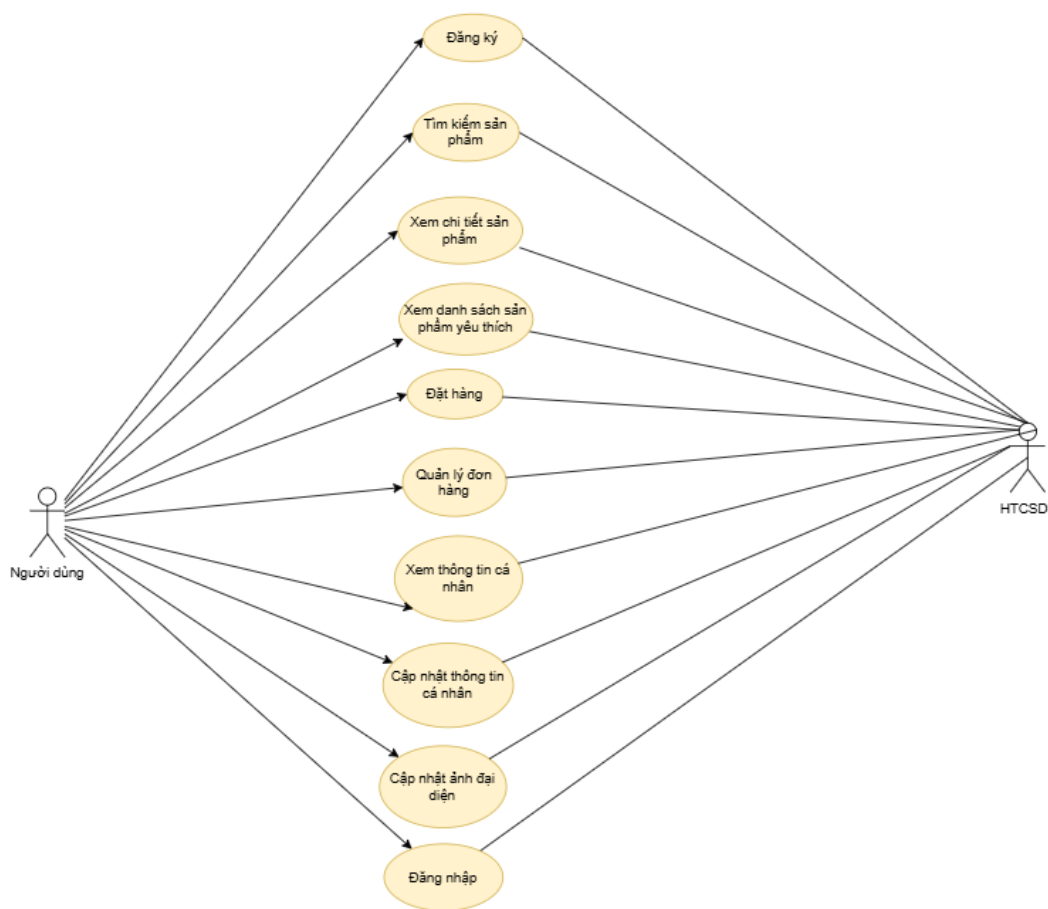 Đăng ký
Tìm kiếm sản
phẩm
Xem chi tiết sản
phẩm
Xem danh sách sản
phẩm yêu thích
Đặt hàng
Quản lý đơn
hàng
Người dùng
HTCSD
Xem thông tin cá
nhân
Cập nhật thông tin
cá nhân
Cập nhật ảnh đại
diện
Đăng nhập